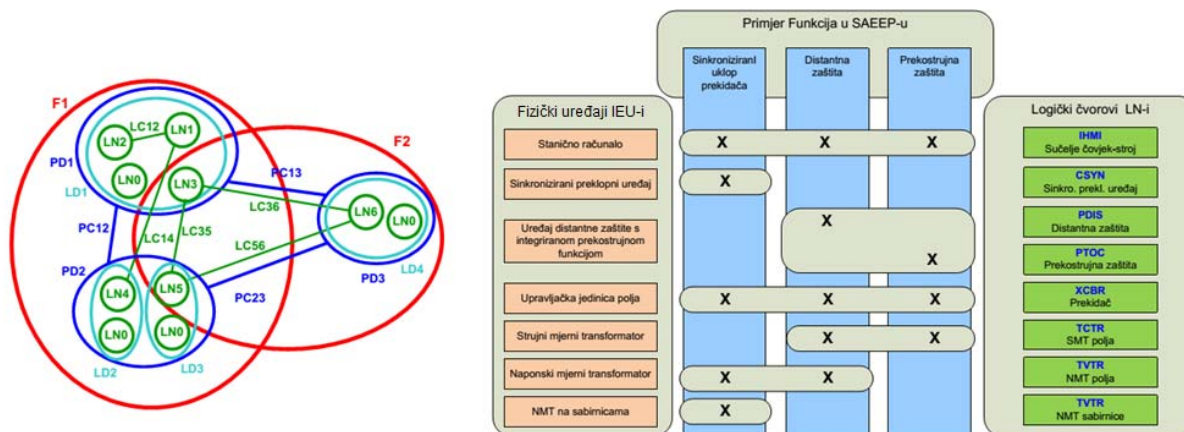 F1
F2
LC12
LN1
LN2
LN0
LN3
PD1
LD1
PC13
LC36
LN6
LN0
LD4
PD3
PC12
LC14
LC35
LC56
PD2
LN4
LN5
LN0
LN0
PC23
LD2
LD3
Primjer Funkcija u SAEEP-u
SinkroniziranI
uklop
prekidača
Distantna
zaštita
Prekostrujna
zaštita
Fizički uređaji IEU-i
Logički čvorovi LN-i
Stanično računalo
X X X
IHMI
Sučelje čovjek-stroj
Sinkronizirani preklopni uređaj
X
CSYN
Sinkro. prekl. uređaj
Uređaj distantne zaštite s
integriranom prekostrujnom
funkcijom
X
X
PDIS
Distantna zaštita
PTOC
Prekostrujna zaštita
Upravljačka jedinica polja
X X X
XCBR
Prekidač
Strujni mjerni transformator
X X
TCTR
SMT polja
Naponski mjerni transformator
X X
TVTR
NMT polja
NMT na sabirnicama
X
TVTR
NMT sabirnice